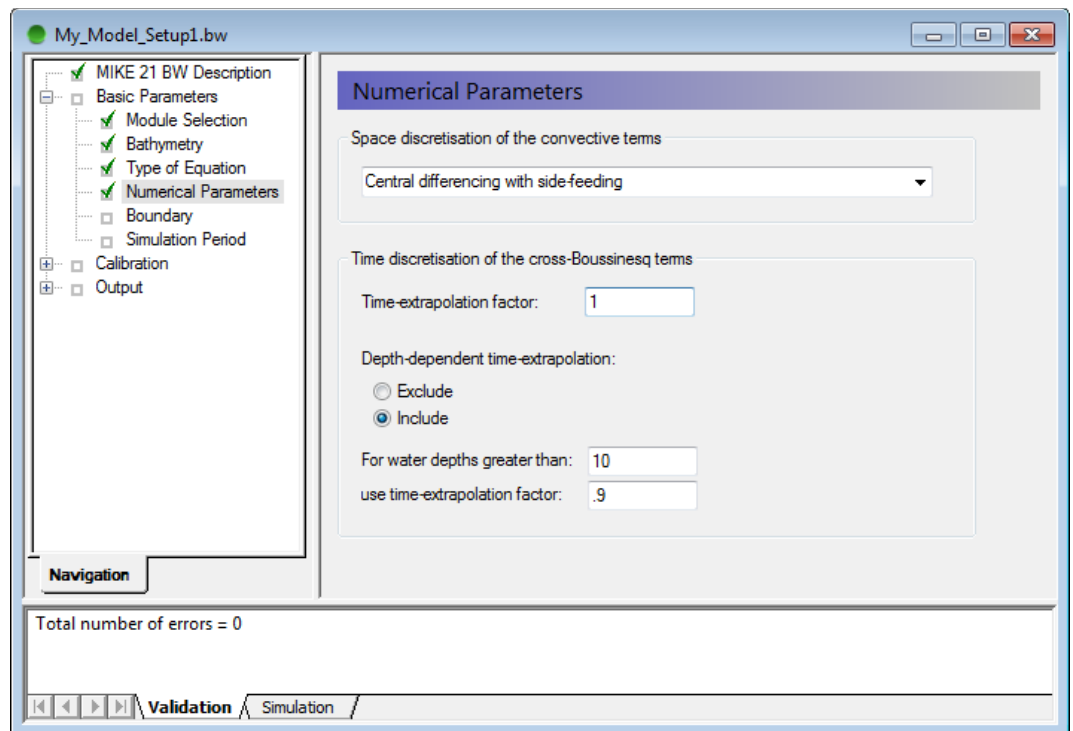 My_Model_Setup1.bw
MIKE 21 BW Description
Basic Parameters
Module Selection
Bathymetry
Type of Equation
Numerical Parameters
Boundary
Simulation Period
Calibration
Output
Navigation
Numerical Parameters
Space discretisation of the convective terms
Central differencing with side-feeding
Time discretisation of the cross-Boussinesq terms
Time-extrapolation factor: 1
Depth-dependent time-extrapolation:
Exclude
Include
For water depths greater than: 10
use time-extrapolation factor: .9
Total number of errors = 0
Validation Simulation